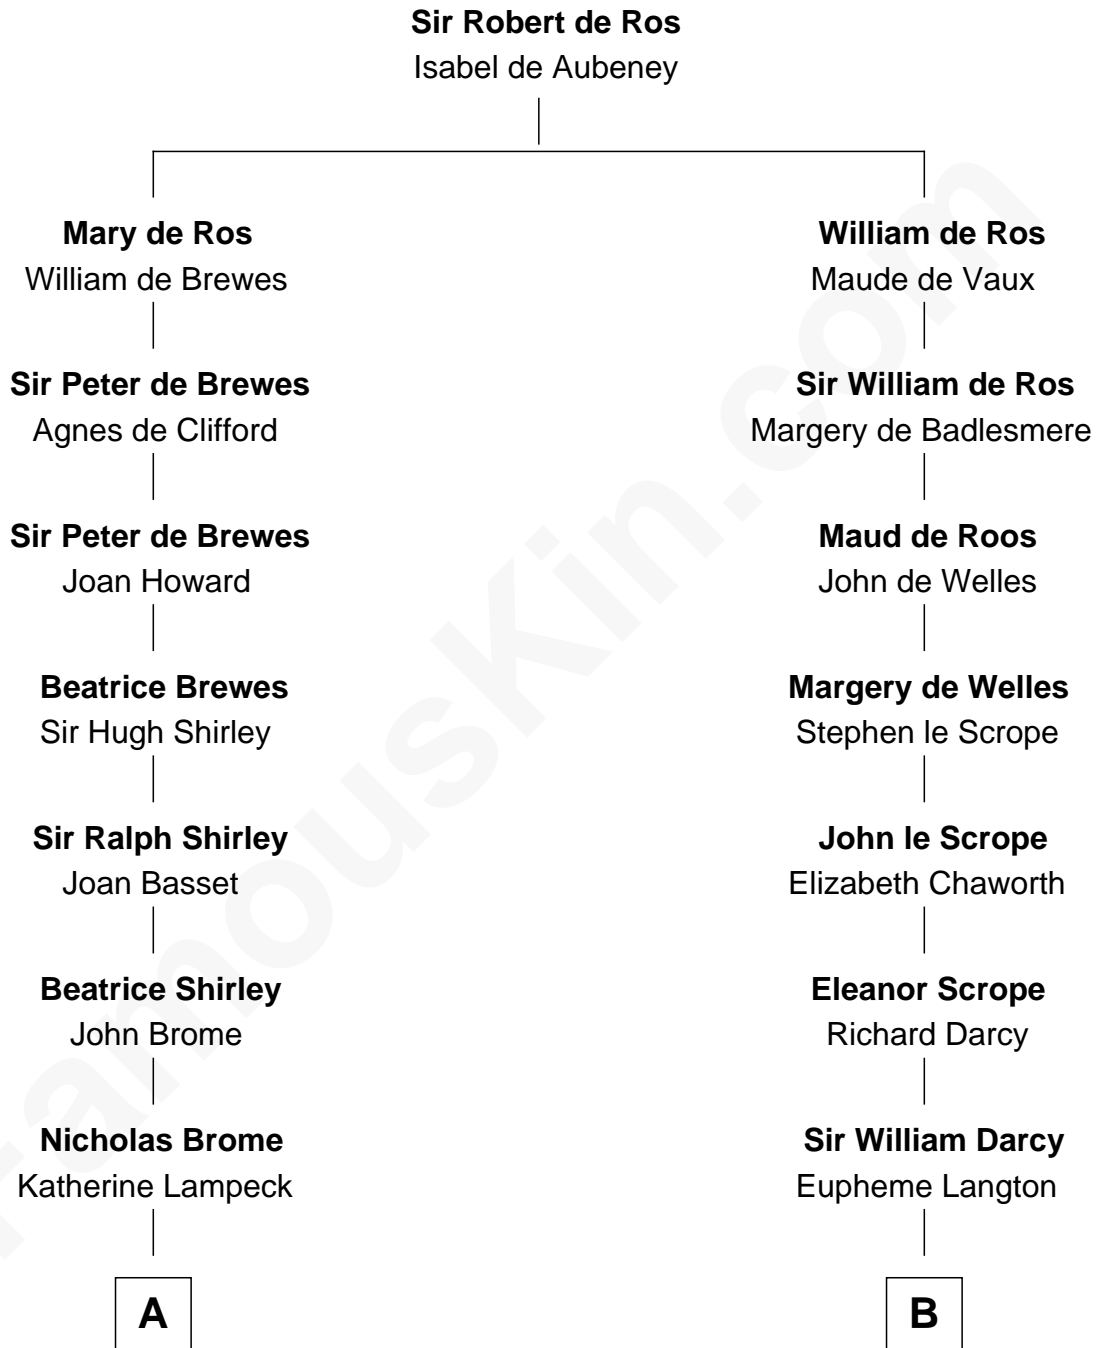 Sir Robert de Ros
Isabel de Aubeney
Mary de Ros
William de Brewes
Sir Peter de Brewes
Agnes de Clifford
Sir Peter de Brewes
Joan Howard
Beatrice Brewes
Sir Hugh Shirley
Sir Ralph Shirley
Joan Basset
Beatrice Shirley
John Brome
Nicholas Brome
Katherine Lampeck
A
William de Ros
Maude de Vaux
Sir William de Ros
Margery de Badlesmere
Maud de Roos
John de Welles
Margery de Welles
Stephen le Scrope
John le Scrope
Elizabeth Chaworth
Eleanor Scrope
Richard Darcy
Sir William Darcy
Eupheme Langton
B
FamousKin.com